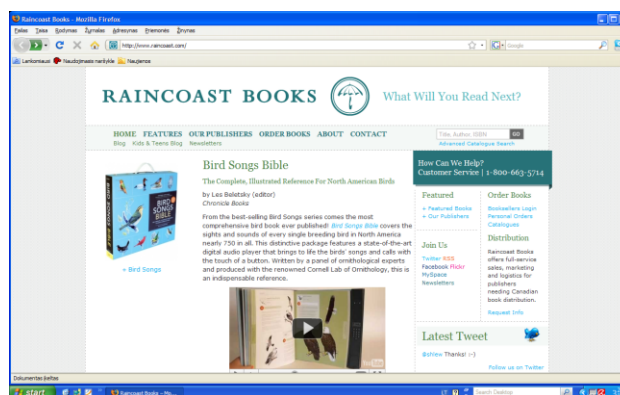 Raincoast Books - Mozilla Firefox
http://www.raincoast.com/
Google
Lankomiausi Naudojimosi naršykle Naujienos
RAINCOAST BOOKS What Will You Read Next?
HOME FEATURES OUR PUBLISHERS ORDER BOOKS ABOUT CONTACT
Blog Kids & Teens Blog Newsletters
Title, Author, ISBN GO
Advanced Catalogue Search
BIRD
SONGS
BIBLE
» Bird Songs
Bird Songs Bible
The Complete, Illustrated Reference For North American Birds
by Les Beletsky (editor)
Chronicle Books
From the best-selling Bird Songs series comes the most
comprehensive bird book ever published! Bird Songs Bible covers the
sights and sounds of every single breeding bird in North America
nearly 750 in all. This distinctive package features a state-of-the-art
digital audio player that brings to life the birds' songs and calls with
the touch of a button. Written by a panel of ornithological experts
and produced with the renowned Cornell Lab of Ornithology, this is
an indispensable reference.
How Can We Help?
Customer Service | 1-800-663-5714
Featured
» Featured Books
» Our Publishers
Join Us
Twitter RSS
Facebook Flickr
MySpace
Newsletters
Order Books
Booksellers Login
Personal Orders
Catalogues
Distribution
Raincoast Books
offers full-service
sales, marketing
and logistics for
publishers
needing Canadian
book distribution.
Request Info
Latest Tweet
@shlew Thanks! :-)
Follow us on Twitter
start
Raincoast Books - Mo...
LT
Search Desktop